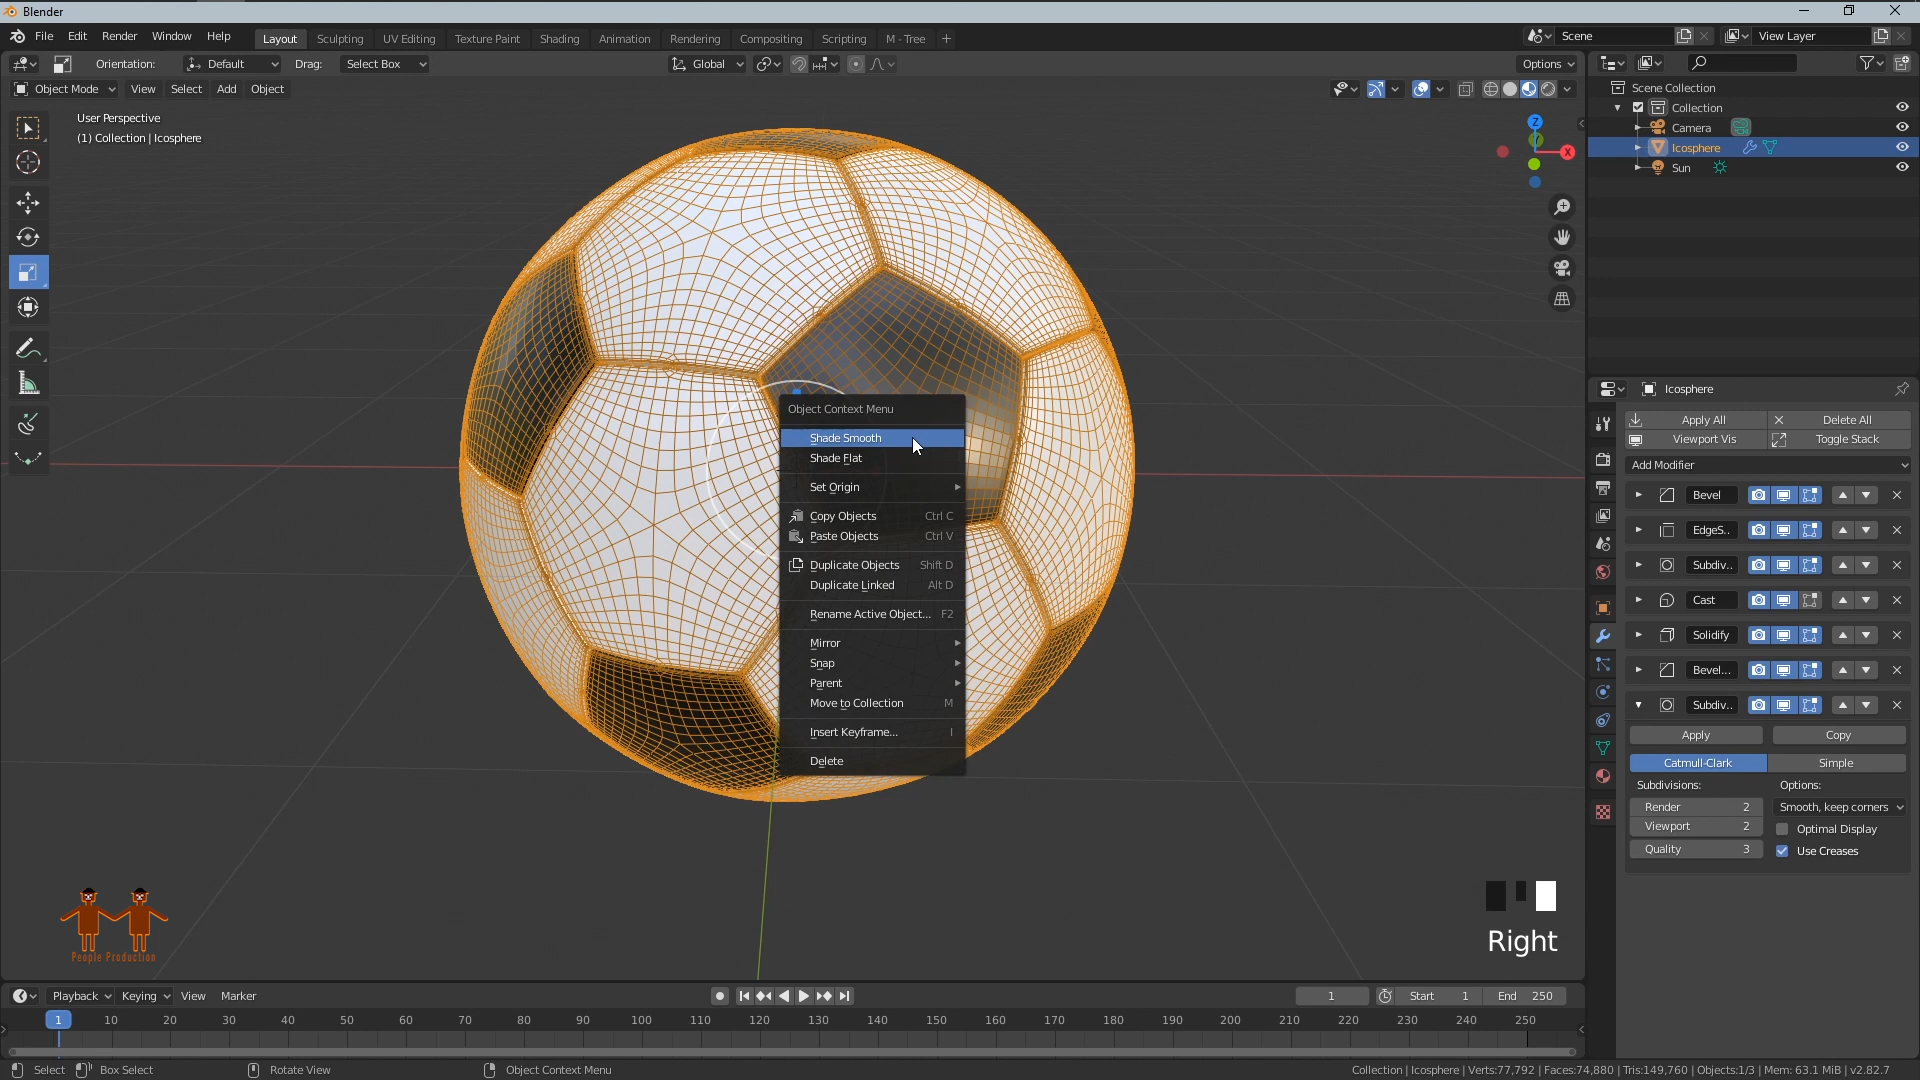 Blender
File Edit Render Window Help Layout Sculpting UV Editing Texture Paint Shading Animation Rendering Compositing Scripting M - Tree + Scene View Layer
Orientation: Default Drag: Select Box Global Options
Object Mode View Select Add Object
User Perspective
(1) Collection | Icosphere
Z
Y
X
Scene Collection
Collection
Camera
Icosphere
Sun
Object Context Menu
Shade Smooth
Shade Flat
Set Origin
Copy Objects Ctrl C
Paste Objects Ctrl V
Duplicate Objects Shift D
Duplicate Linked Alt D
Rename Active Object... F2
Mirror
Snap
Parent
Move to Collection M
Insert Keyframe... I
Delete
Icosphere
Apply All Delete All
Viewport Vis Toggle Stack
Add Modifier
Bevel
EdgeS..
Subdiv..
Cast
Solidify
Bevel...
Subdiv..
Apply Copy
Catmull-Clark Simple
Subdivisions: Options:
Render 2 Smooth, keep corners
Viewport 2 Optimal Display
Quality 3 Use Creases
People Production
Right
Playback Keying View Marker 1 Start 1 End 250
1 10 20 30 40 50 60 70 80 90 100 110 120 130 140 150 160 170 180 190 200 210 220 230 240 250
Select Box Select Rotate View Object Context Menu Collection | Icosphere | Verts:77,792 | Faces:74,880 | Tris:149,760 | Objects:1/3 | Mem: 63.1 MiB | v2.82.7